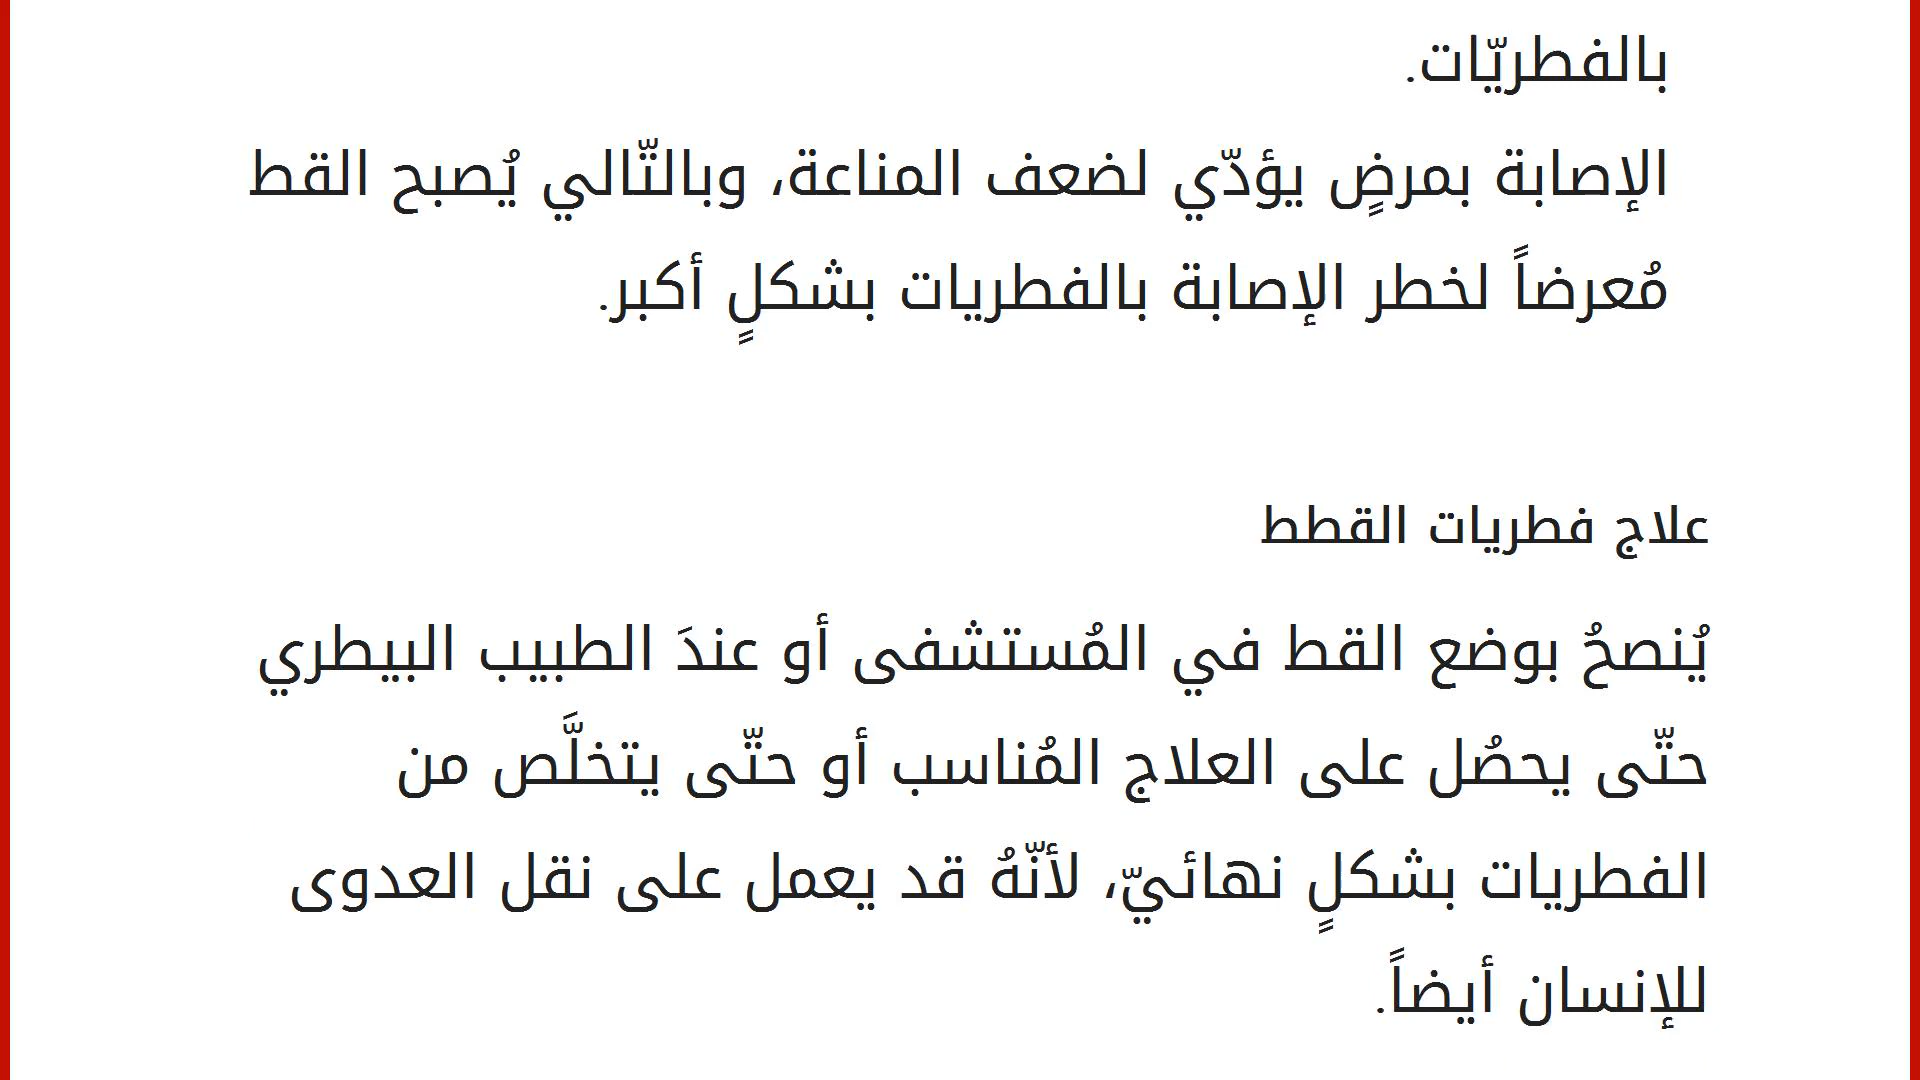 بالفطريّات.
الإصابة بمرضٍ يؤدّي لضعف المناعة، وبالتّالي يُصبح القط
مُعرضاً لخطر الإصابة بالفطريات بشكلٍ أكبر.
علاج فطريات القطط
يُنصحُ بوضع القط في المُستشفى أو عندَ الطبيب البيطري
حتّى يحصُل على العلاج المُناسب أو حتّى يتخلَّص من
الفطريات بشكلٍ نهائيّ، لأنّهُ قد يعمل على نقل العدوى
للإنسان أيضاً.